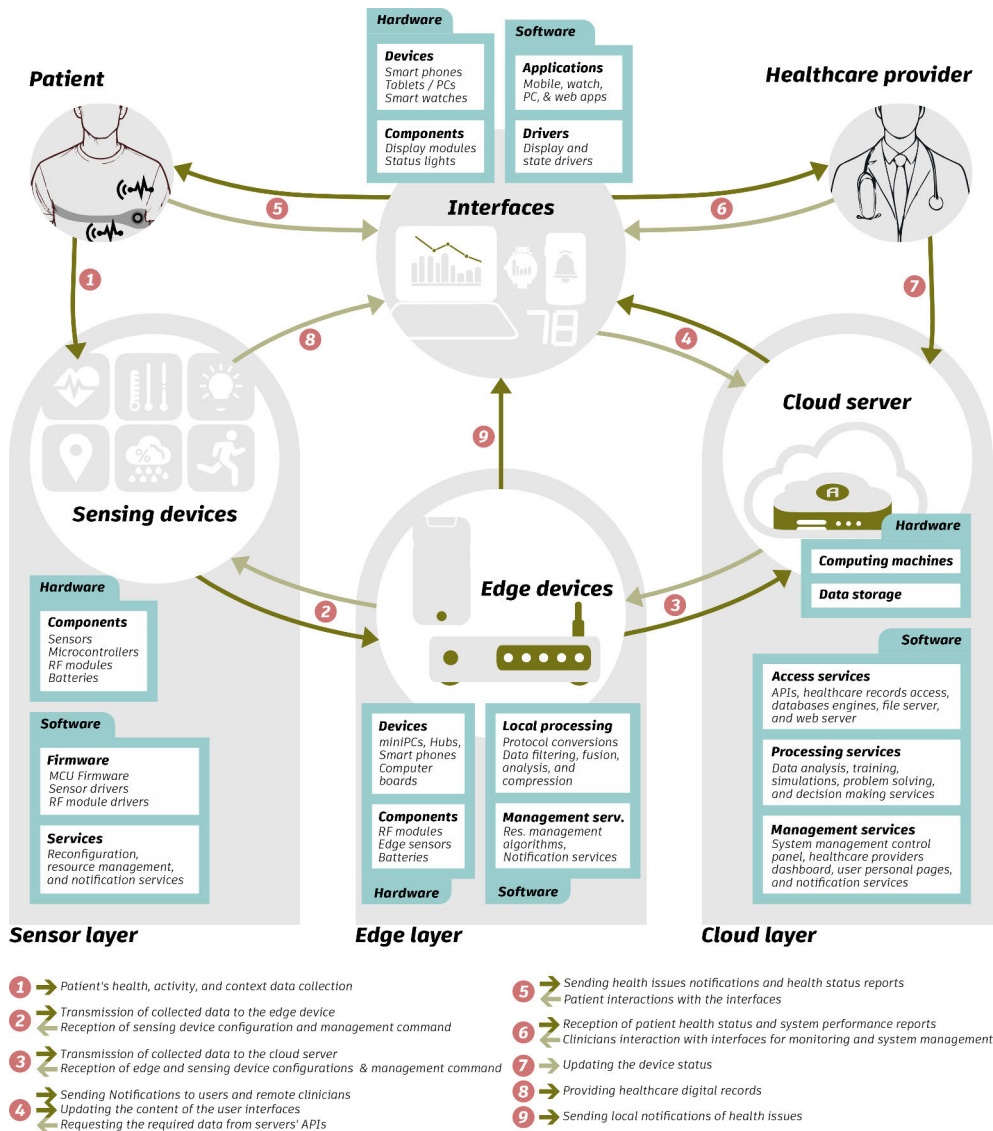 Hardware
Devices
Smart phones
Tablets / PCs
Smart watches
Components
Display modules
Status lights
Software
Applications
Mobile, watch,
PC, & web apps
Drivers
Display and
state drivers
Patient
Healthcare provider
Interfaces
5
6
1
7
8
78
4
9
Cloud server
%
Sensing devices
A
Edge devices
2
3
Hardware
Computing machines
Data storage
Hardware
Components
Sensors
Microcontrollers
RF modules
Batteries
Software
Firmware
MCU Firmware
Sensor drivers
RF module drivers
Services
Reconfiguration,
resource management,
and notification services
Devices
miniPCs, Hubs,
Smart phones
Computer
boards
Components
RF modules
Edge sensors
Batteries
Hardware
Local processing
Protocol conversions
Data filtering, fusion,
analysis, and
compression
Management serv.
Res. management
algorithms,
Notification services
Software
Software
Access services
APIs, healthcare records access,
databases engines, file server,
and web server
Processing services
Data analysis, training,
simulations, problem solving,
and decision making services
Management services
System management control
panel, healthcare providers
dashboard, user personal pages,
and notification services
Sensor layer
Edge layer
Cloud layer
1 Patient's health, activity, and context data collection
2 Transmission of collected data to the edge device
Reception of sensing device configuration and management command
3 Transmission of collected data to the cloud server
Reception of edge and sensing device configurations & management command
4 Sending Notifications to users and remote clinicians
Updating the content of the user interfaces
Requesting the required data from servers' APIs
5 Sending health issues notifications and health status reports
Patient interactions with the interfaces
6 Reception of patient health status and system performance reports
Clinicians interaction with interfaces for monitoring and system management
7 Updating the device status
8 Providing healthcare digital records
9 Sending local notifications of health issues